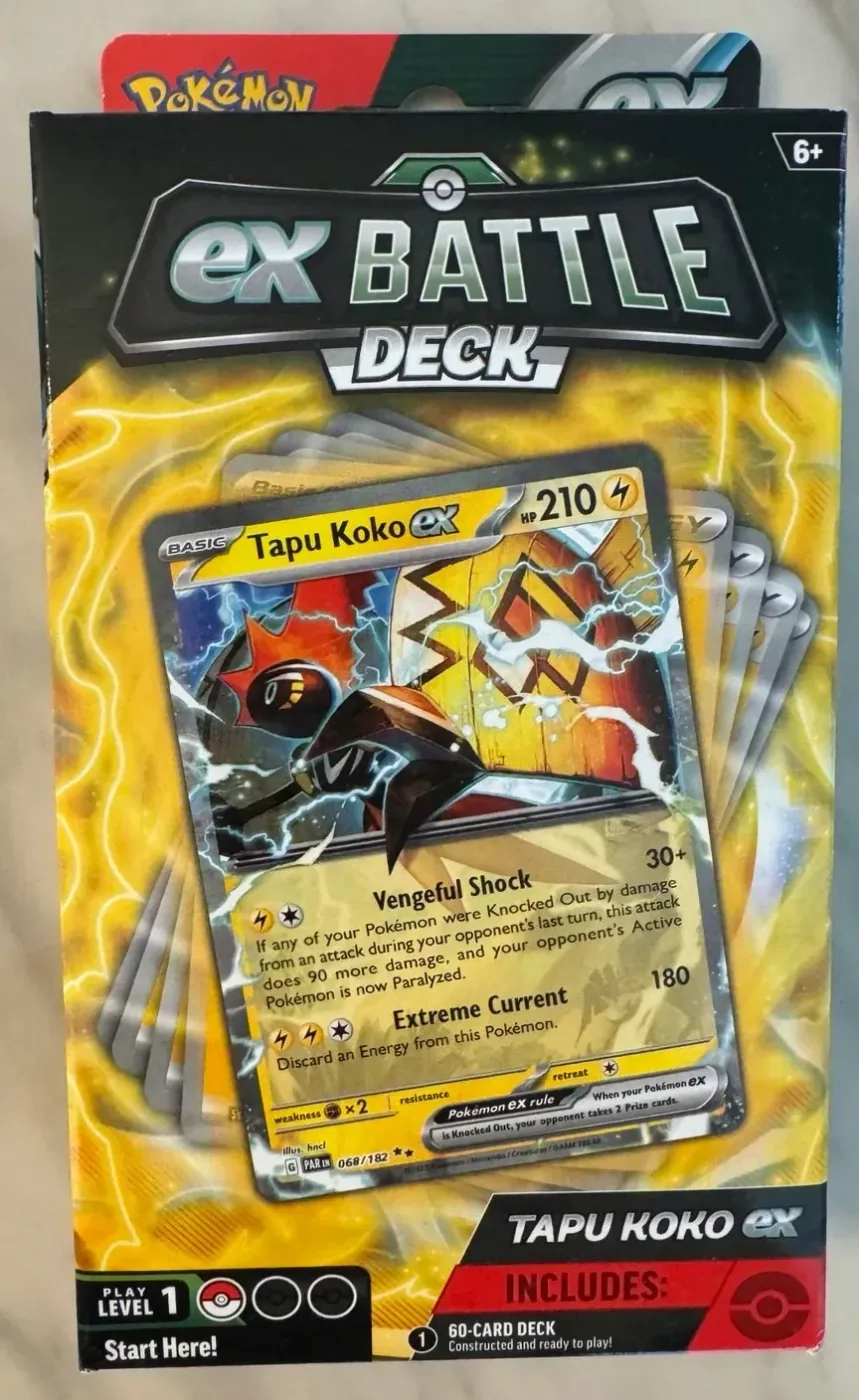 POKÉMON
ex
6+
ex BATTLE
DECK
Basic
BASIC Tapu Koko ex HP 210
Vengeful Shock 30+
If any of your Pokémon were Knocked Out by damage
from an attack during your opponent's last turn, this attack
does 90 more damage, and your opponent's Active
Pokémon is now Paralyzed.
Extreme Current 180
Discard an Energy from this Pokémon.
weakness ×2 resistance retreat
Pokémon ex rule When your Pokémon ex
is Knocked Out, your opponent takes 2 Prize cards.
Illus. hncl
G PAR EN 068/182 ★★
TAPU KOKO ex
INCLUDES:
1 60-CARD DECK
Constructed and ready to play!
PLAY
LEVEL 1
Start Here!